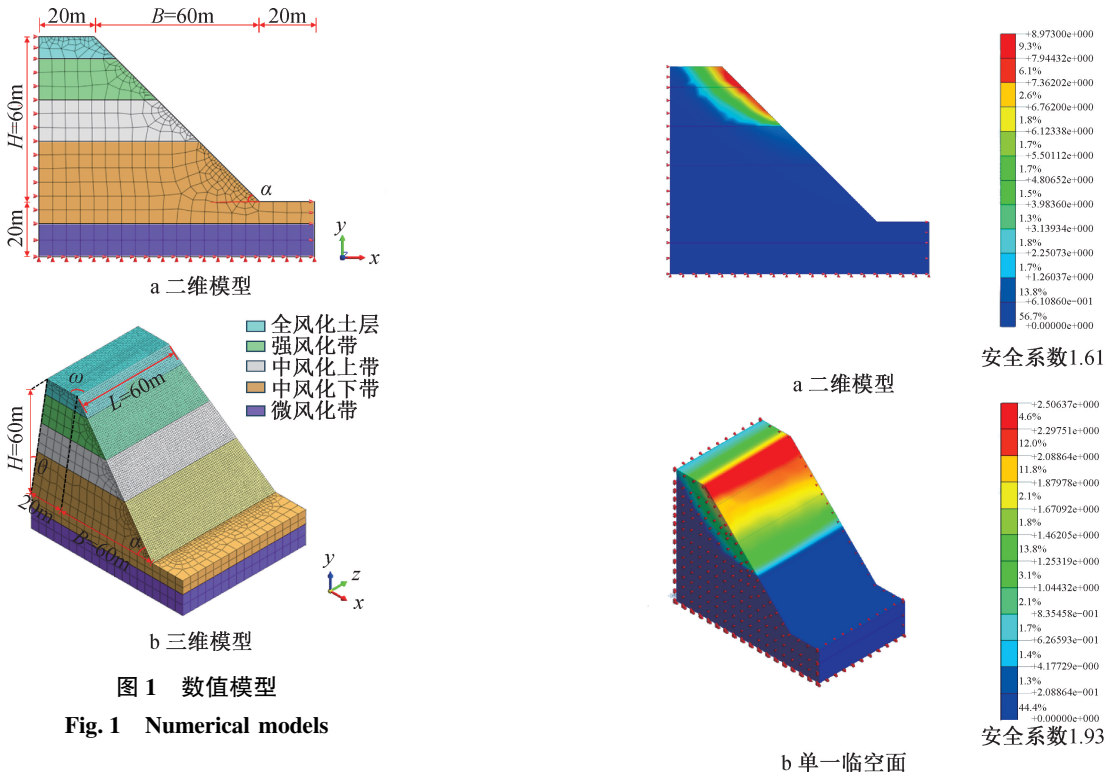 20m
B=60m
20m
H=60m
20m
α
y
x
a 二维模型
全风化土层
强风化带
中风化上带
中风化下带
微风化带
ω
L=60m
H=60m
θ
20m
B=60m
α
y
z
x
b 三维模型
图 1 数值模型
Fig. 1 Numerical models
+8.97300e+000
9.3%
+7.94432e+000
6.1%
+7.36202e+000
2.6%
+6.76200e+000
1.8%
+6.12338e+000
1.7%
+5.50112e+000
1.7%
+4.80652e+000
1.5%
+3.98360e+000
1.3%
+3.13934e+000
1.8%
+2.25073e+000
1.7%
+1.26037e+000
13.8%
+6.10860e−001
56.7%
+0.00000e+000
安全系数1.61
a 二维模型
+2.50637e+000
4.6%
+2.29751e+000
12.0%
+2.08864e+000
11.8%
+1.87978e+000
2.1%
+1.67092e+000
1.8%
+1.46205e+000
13.8%
+1.25319e+000
3.1%
+1.04432e+000
2.1%
+8.35458e−001
1.7%
+6.26593e−001
1.4%
+4.17729e−001
1.3%
+2.08864e−001
44.4%
+0.00000e+000
安全系数1.93
b 单一临空面